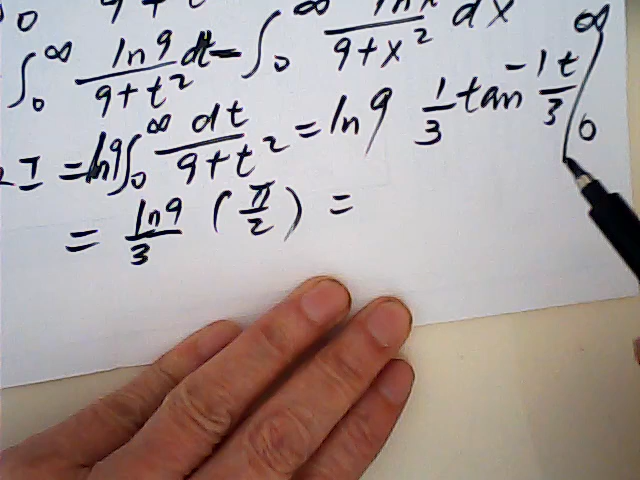 ∫₀^∞ ln9/(9+t²) dt = ∫₀^∞ lnx/(9+x²) dx
2I = ln9 ∫₀^∞ dt/(9+t²) = ln9 1/3 tan⁻¹ t/3 |₀^∞
= ln9/3 (π/2) =